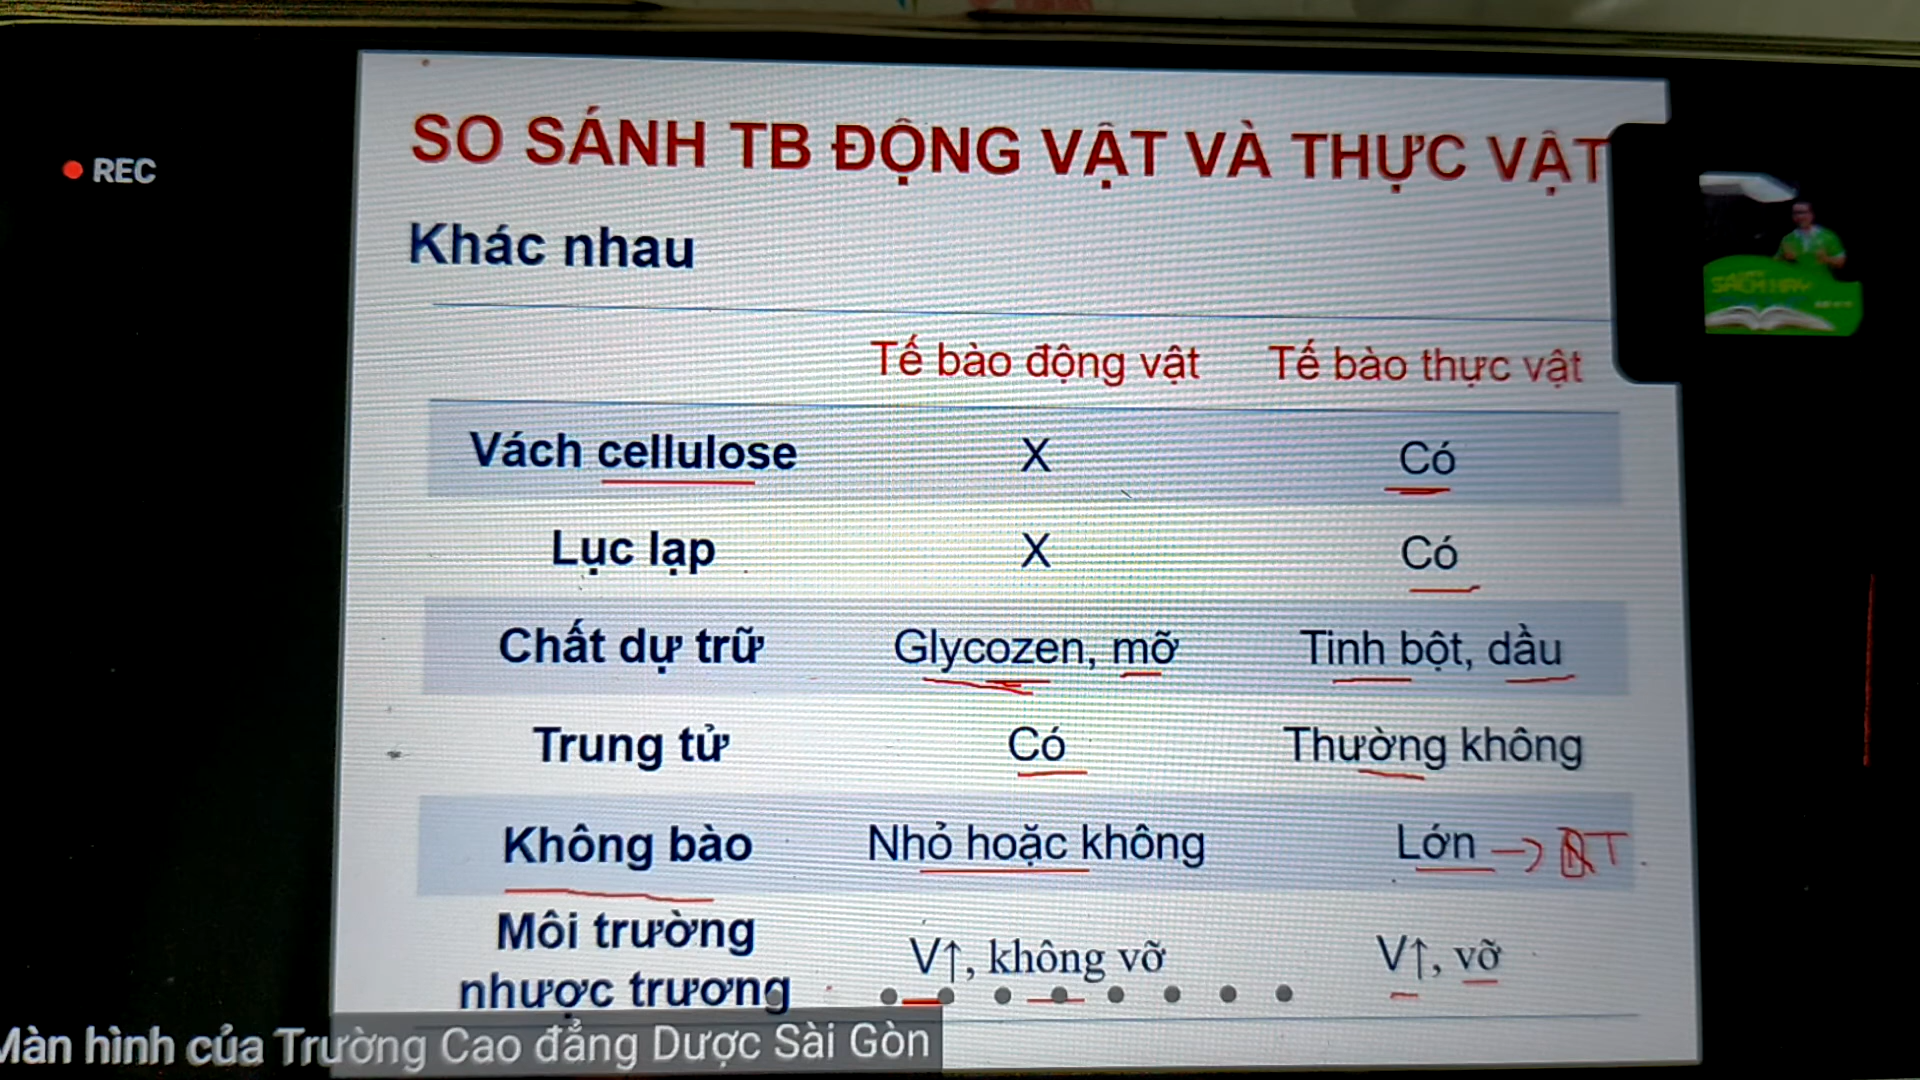 REC
SO SÁNH TB ĐỘNG VẬT VÀ THỰC VẬT
Khác nhau
Tế bào động vật Tế bào thực vật
Vách cellulose X Có
Lục lạp X Có
Chất dự trữ Glycozen, mỡ Tinh bột, dầu
Trung tử Có Thường không
Không bào Nhỏ hoặc không Lớn →
Môi trường
nhược trương V↑, không vỡ V↑, vỡ
Màn hình của Trường Cao đẳng Dược Sài Gòn